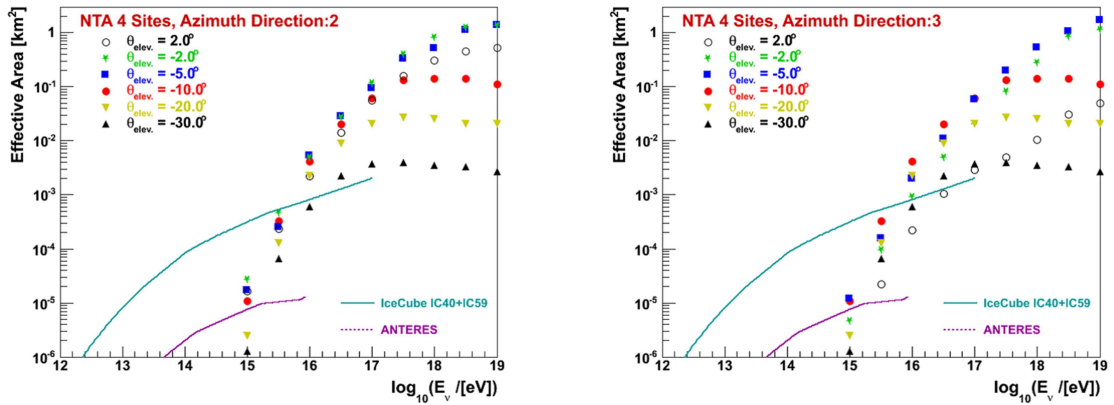 NTA 4 Sites, Azimuth Direction:2
θelev. = 2.0°
θelev. = -2.0°
θelev. = -5.0°
θelev. = -10.0°
θelev. = -20.0°
θelev. = -30.0°
IceCube IC40+IC59
ANTERES
Effective Area [km²]
1
10⁻¹
10⁻²
10⁻³
10⁻⁴
10⁻⁵
10⁻⁶
12 13 14 15 16 17 18 19
log₁₀(Eν /[eV])
NTA 4 Sites, Azimuth Direction:3
θelev. = 2.0°
θelev. = -2.0°
θelev. = -5.0°
θelev. = -10.0°
θelev. = -20.0°
θelev. = -30.0°
IceCube IC40+IC59
ANTERES
Effective Area [km²]
1
10⁻¹
10⁻²
10⁻³
10⁻⁴
10⁻⁵
10⁻⁶
12 13 14 15 16 17 18 19
log₁₀(Eν /[eV])